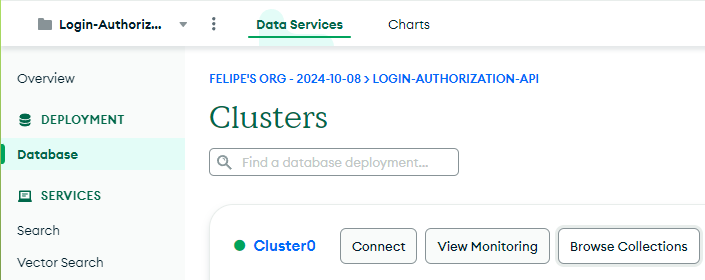 Login-Authoriz...
Data Services
Charts
Overview
FELIPE'S ORG - 2024-10-08 > LOGIN-AUTHORIZATION-API
DEPLOYMENT
Clusters
Database
Find a database deployment...
SERVICES
Search
Cluster0
Connect
View Monitoring
Browse Collections
Vector Search